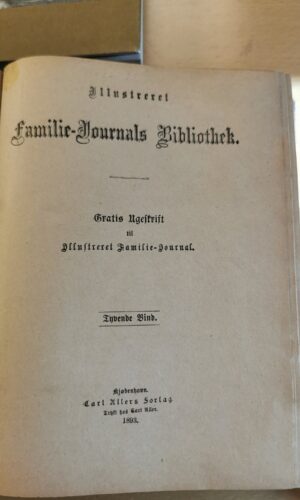 Illustreret
Familie-Journals Bibliothek.
Gratis Ugeskrift
til
Illustreret Familie-Journal.
Tyvende Bind.
Kjøbenhavn.
Carl Allers Forlag.
Trykt hos Carl Aller.
1893.